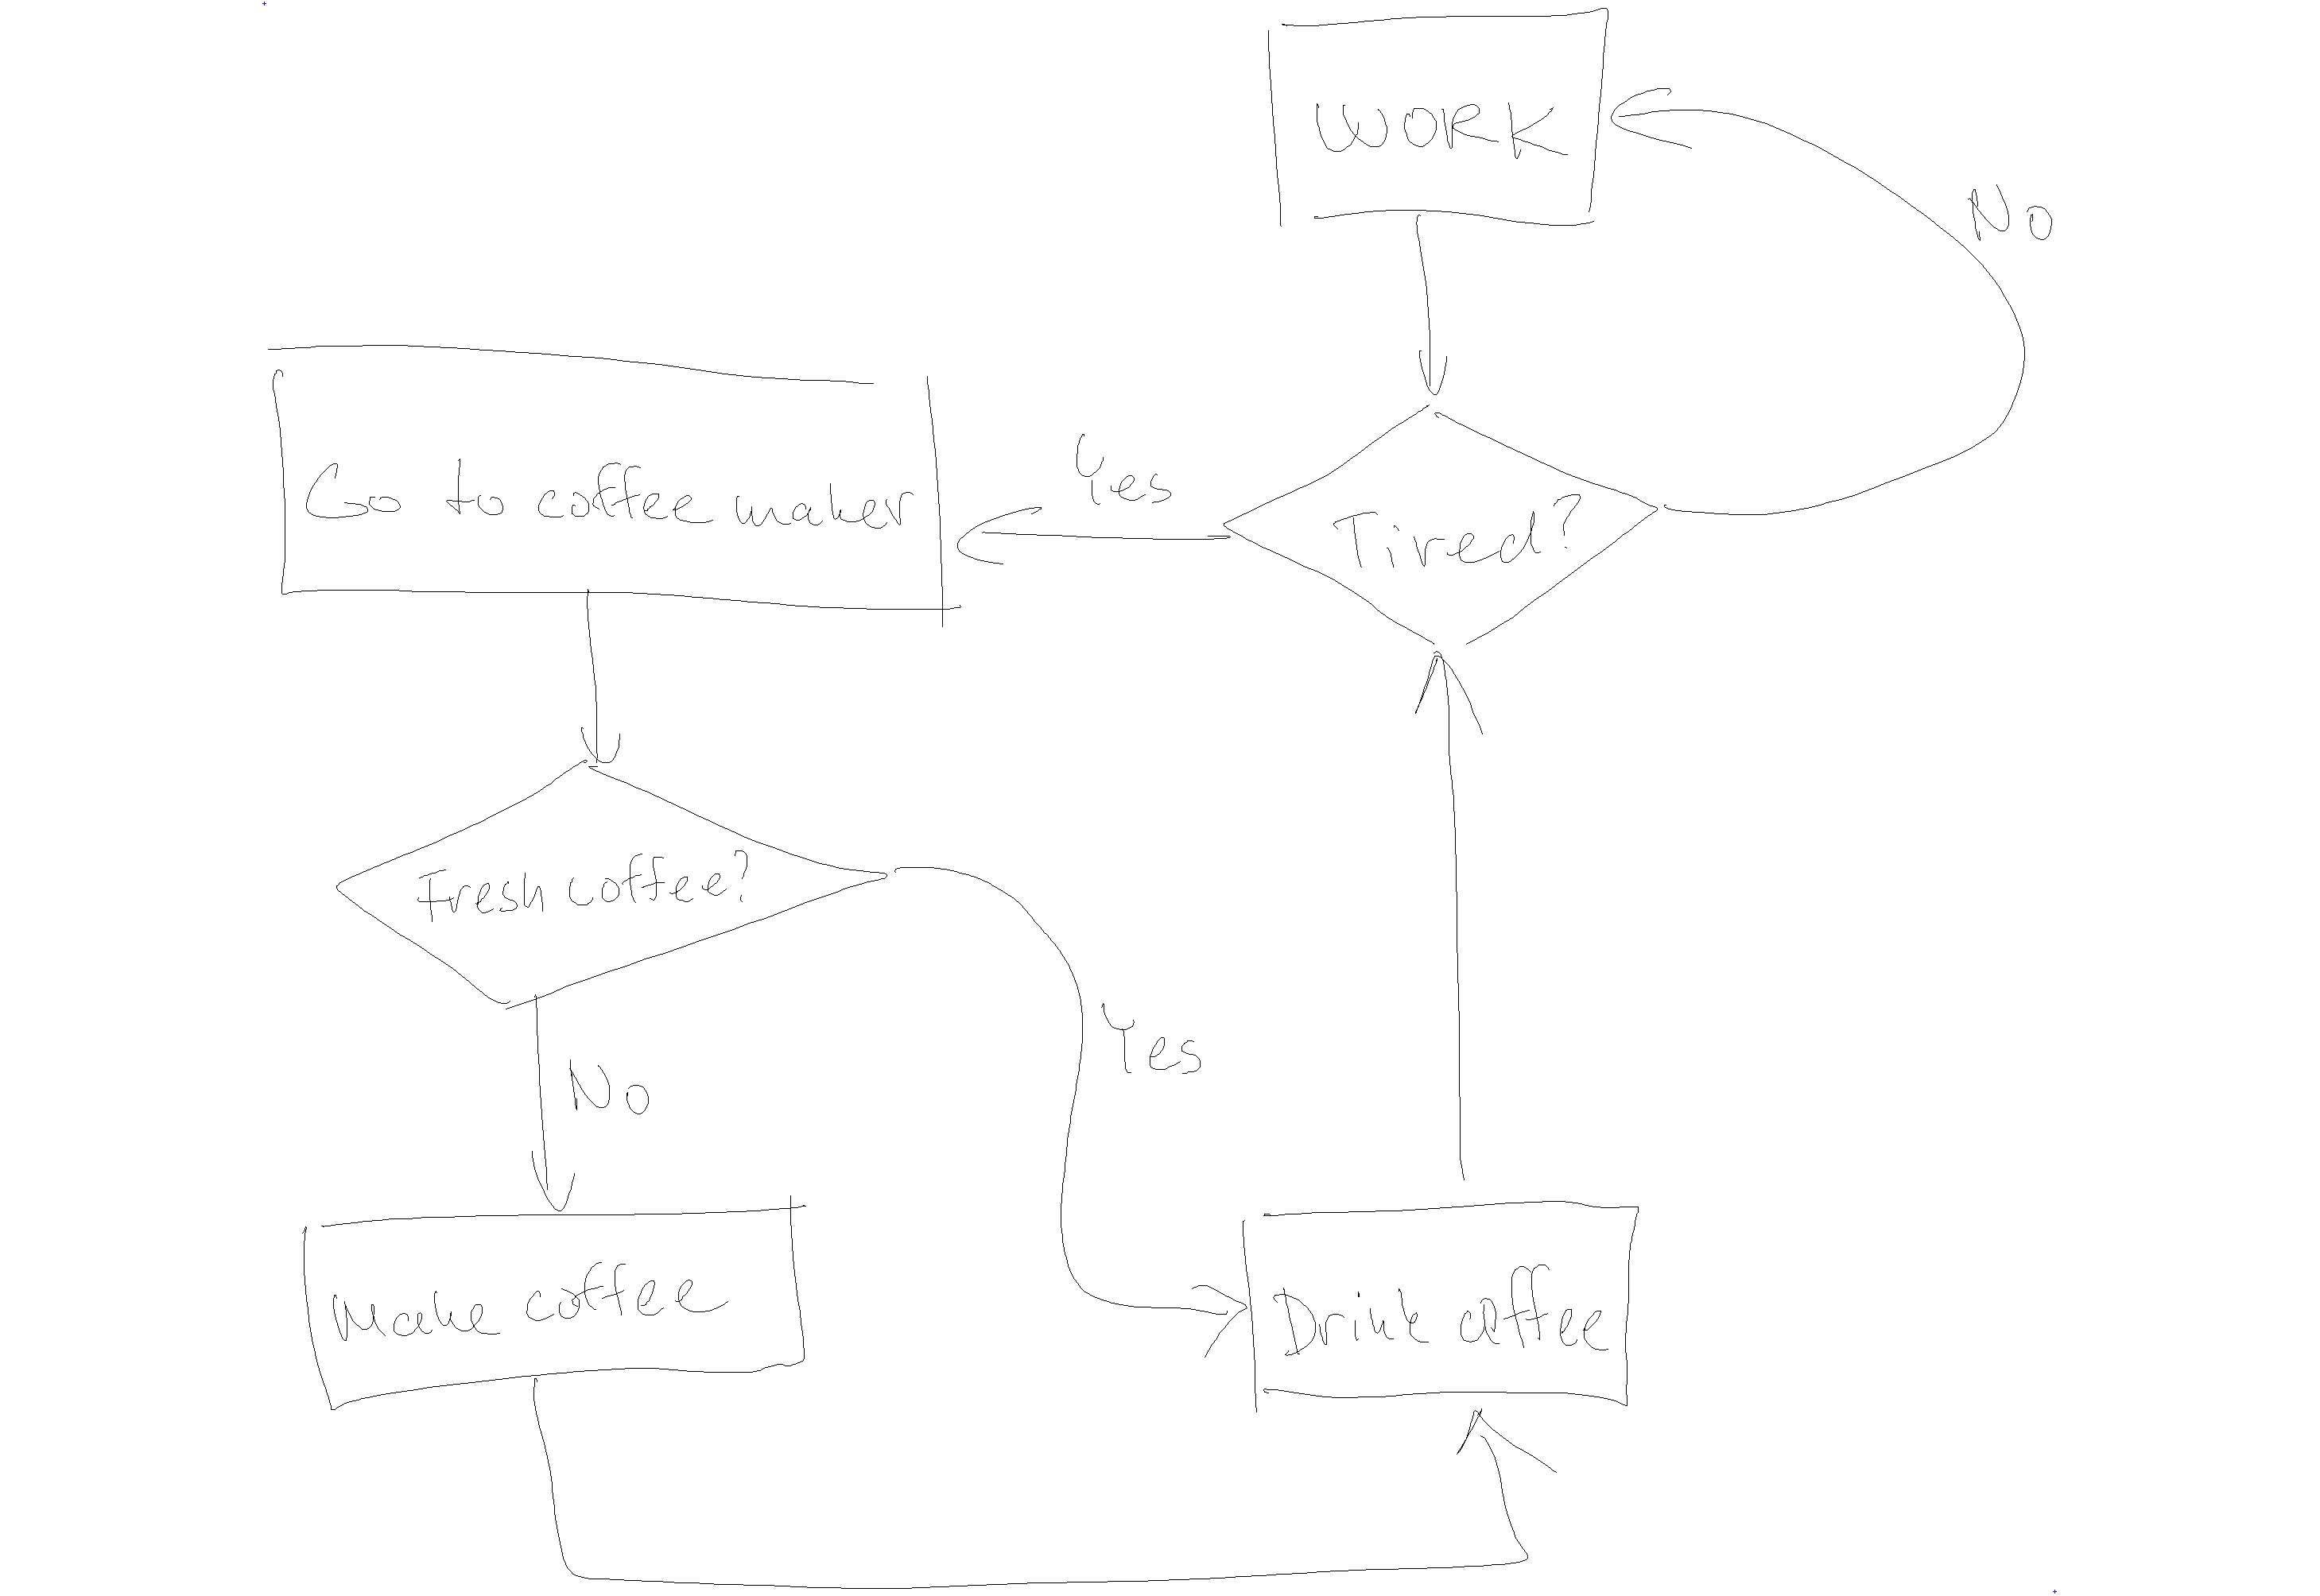 WORK
No
Yes
Go to coffee maker
Tired?
Fresh coffee?
Yes
No
Make coffee
Drink coffee